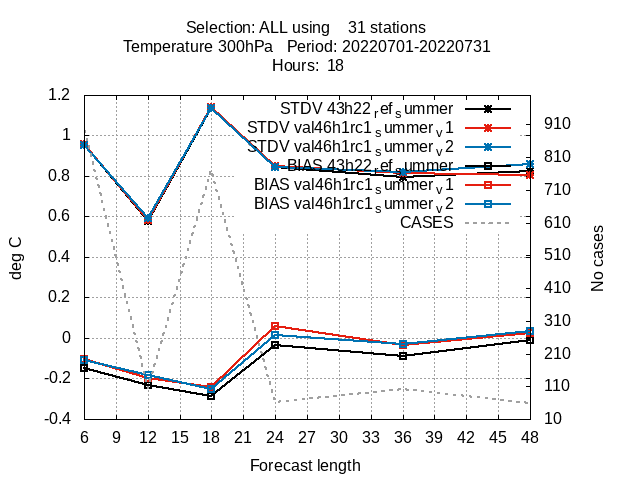 Selection: ALL using    31 stations
Temperature 300hPa   Period: 20220701-20220731
Hours: 18
STDV 43h22_ref_summer
STDV val46h1rc1_summer_v1
STDV val46h1rc1_summer_v2
BIAS 43h22_ref_summer
BIAS val46h1rc1_summer_v1
BIAS val46h1rc1_summer_v2
CASES
1.2
1
0.8
0.6
0.4
0.2
0
-0.2
-0.4
deg C
910
810
710
610
510
410
310
210
110
10
No cases
6 9 12 15 18 21 24 27 30 33 36 39 42 45 48
Forecast length